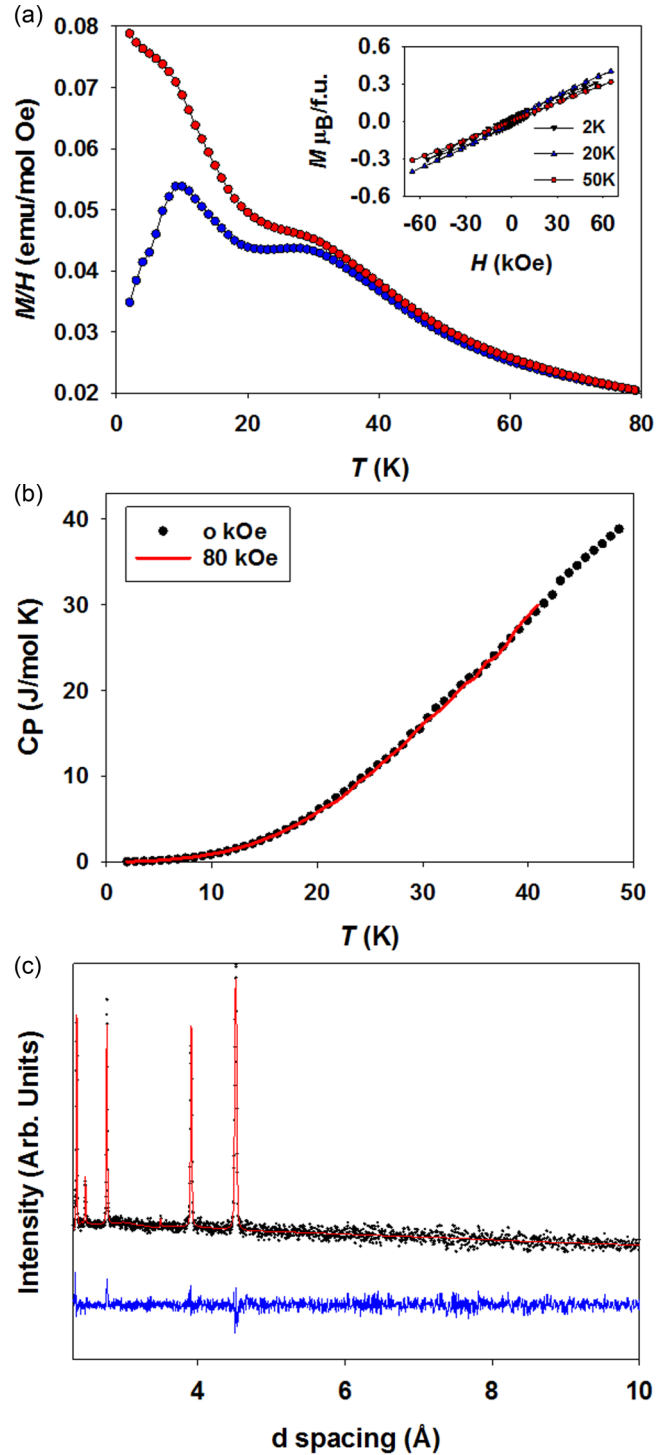 (a)
0.08
0.07
0.06
0.05
0.04
0.03
0.02
M/H (emu/mol Oe)
0 20 40 60 80
T (K)
0.6
0.3
0.0
-0.3
-0.6
M μB/f.u.
2K
20K
50K
-60 -30 0 30 60
H (kOe)
(b)
40
30
20
10
0
Cp (J/mol K)
o kOe
80 kOe
0 10 20 30 40 50
T (K)
(c)
Intensity (Arb. Units)
4 6 8 10
d spacing (Å)